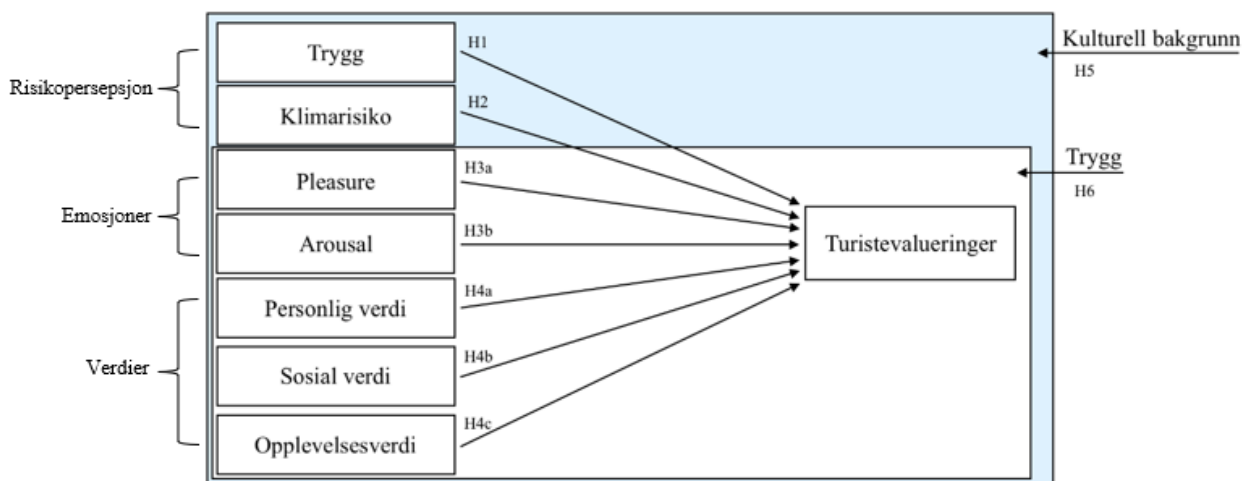 Risikopersepsjon
Trygg
H1
Klimarisiko
H2
Emosjoner
Pleasure
H3a
Arousal
H3b
Verdier
Personlig verdi
H4a
Sosial verdi
H4b
Opplevelsesverdi
H4c
Turistevalueringer
Kulturell bakgrunn
H5
Trygg
H6